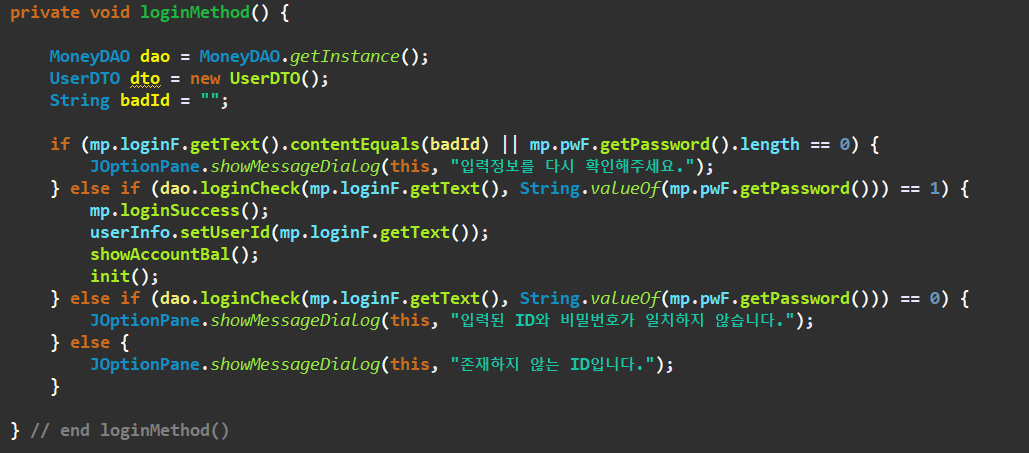 private void loginMethod() {
MoneyDAO dao = MoneyDAO.getInstance();
UserDTO dto = new UserDTO();
String badId = "";
if (mp.loginF.getText().contentEquals(badId) || mp.pwF.getPassword().length == 0) {
JOptionPane.showMessageDialog(this, "입력정보를 다시 확인해주세요.");
} else if (dao.loginCheck(mp.loginF.getText(), String.valueOf(mp.pwF.getPassword())) == 1) {
mp.loginSuccess();
userInfo.setUserId(mp.loginF.getText());
showAccountBal();
init();
} else if (dao.loginCheck(mp.loginF.getText(), String.valueOf(mp.pwF.getPassword())) == 0) {
JOptionPane.showMessageDialog(this, "입력된 ID와 비밀번호가 일치하지 않습니다.");
} else {
JOptionPane.showMessageDialog(this, "존재하지 않는 ID입니다.");
}
} // end loginMethod()